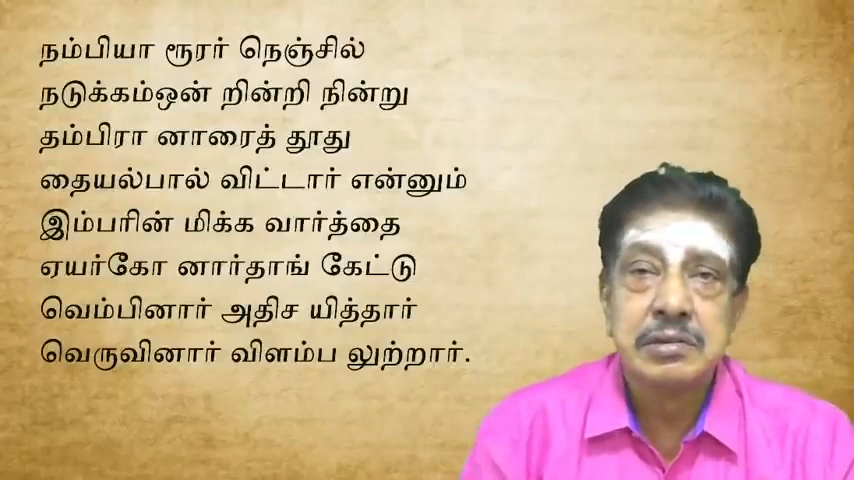 நம்பியா ரூரர் நெஞ்சில்
நடுக்கம்ஒன் றின்றி நின்று
தம்பிரா னாரைத் தூது
தையல்பால் விட்டார் என்னும்
இம்பரின் மிக்க வார்த்தை
ஏயர்கோ னார்தாங் கேட்டு
வெம்பினார் அதிச யித்தார்
வெருவினார் விளம்ப லுற்றார்.